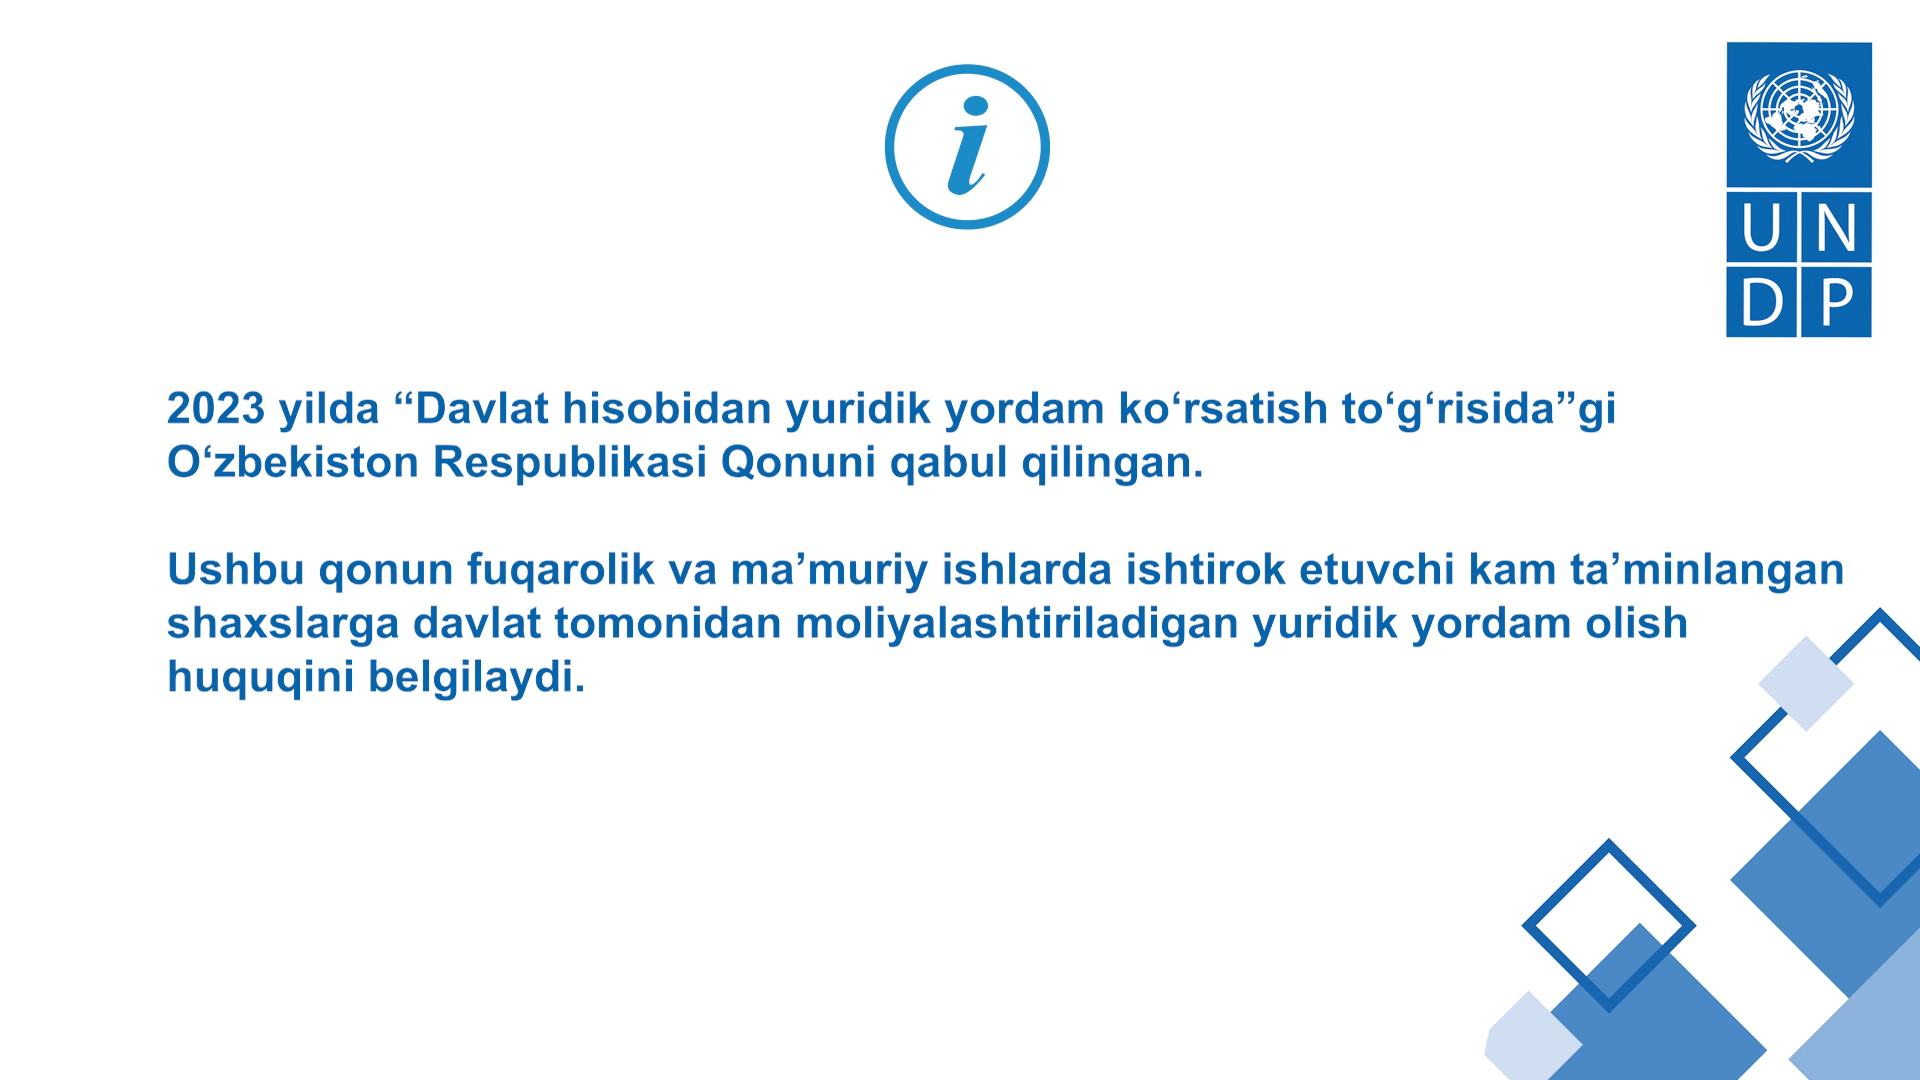 i
U N
D P
2023 yilda “Davlat hisobidan yuridik yordam ko‘rsatish to‘g‘risida”gi
O‘zbekiston Respublikasi Qonuni qabul qilingan.
Ushbu qonun fuqarolik va ma’muriy ishlarda ishtirok etuvchi kam ta’minlangan
shaxslarga davlat tomonidan moliyalashtiriladigan yuridik yordam olish
huquqini belgilaydi.